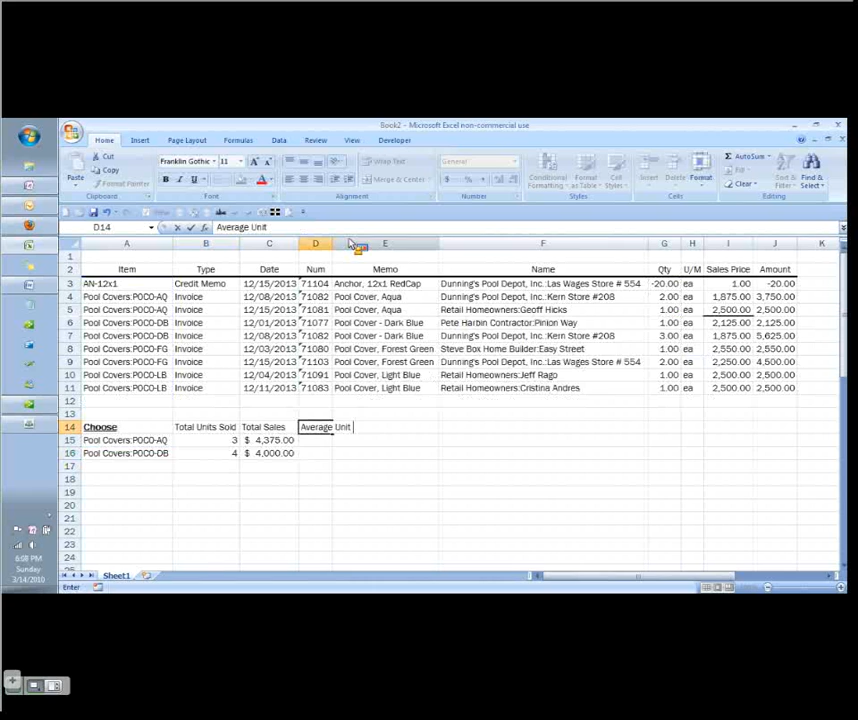 Book2 - Microsoft Excel non-commercial use
Home Insert Page Layout Formulas Data Review View Developer
Paste Cut Copy Format Painter Clipboard
Franklin Gothic 11 Font
Wrap Text Merge & Center Alignment
General $ % Number
Conditional Formatting Format as Table Cell Styles Styles
Insert Delete Format Cells
AutoSum Fill Clear Sort & Filter Find & Select Editing
D14 Average Unit
A B C D E F G H I J K
1
2 Item Type Date Num Memo Name Qty U/M Sales Price Amount
3 AN-12x1 Credit Memo 12/15/2013 71104 Anchor, 12x1 RedCap Dunning's Pool Depot, Inc.:Las Wages Store # 554 -20.00 ea 1.00 -20.00
4 Pool Covers:POCO-AQ Invoice 12/08/2013 71082 Pool Cover, Aqua Dunning's Pool Depot, Inc.:Kern Store #208 2.00 ea 1,875.00 3,750.00
5 Pool Covers:POCO-AQ Invoice 12/15/2013 71081 Pool Cover, Aqua Retail Homeowners:Geoff Hicks 1.00 ea 2,500.00 2,500.00
6 Pool Covers:POCO-DB Invoice 12/01/2013 71077 Pool Cover - Dark Blue Pete Harbin Contractor:Pinion Way 1.00 ea 2,125.00 2,125.00
7 Pool Covers:POCO-DB Invoice 12/08/2013 71082 Pool Cover - Dark Blue Dunning's Pool Depot, Inc.:Kern Store #208 3.00 ea 1,875.00 5,625.00
8 Pool Covers:POCO-FG Invoice 12/03/2013 71080 Pool Cover, Forest Green Steve Box Home Builder:Easy Street 1.00 ea 2,550.00 2,550.00
9 Pool Covers:POCO-FG Invoice 12/15/2013 71103 Pool Cover, Forest Green Dunning's Pool Depot, Inc.:Las Wages Store # 554 2.00 ea 2,250.00 4,500.00
10 Pool Covers:POCO-LB Invoice 12/04/2013 71091 Pool Cover, Light Blue Retail Homeowners:Jeff Rago 1.00 ea 2,500.00 2,500.00
11 Pool Covers:POCO-LB Invoice 12/11/2013 71083 Pool Cover, Light Blue Retail Homeowners:Cristina Andres 1.00 ea 2,500.00 2,500.00
12
13
14 Choose Total Units Sold Total Sales Average Unit
15 Pool Covers:POCO-AQ 3 $ 4,375.00
16 Pool Covers:POCO-DB 4 $ 4,000.00
17
18
19
20
21
22
23
24
Sheet1
Enter
6:08 PM
Sunday
3/14/2010